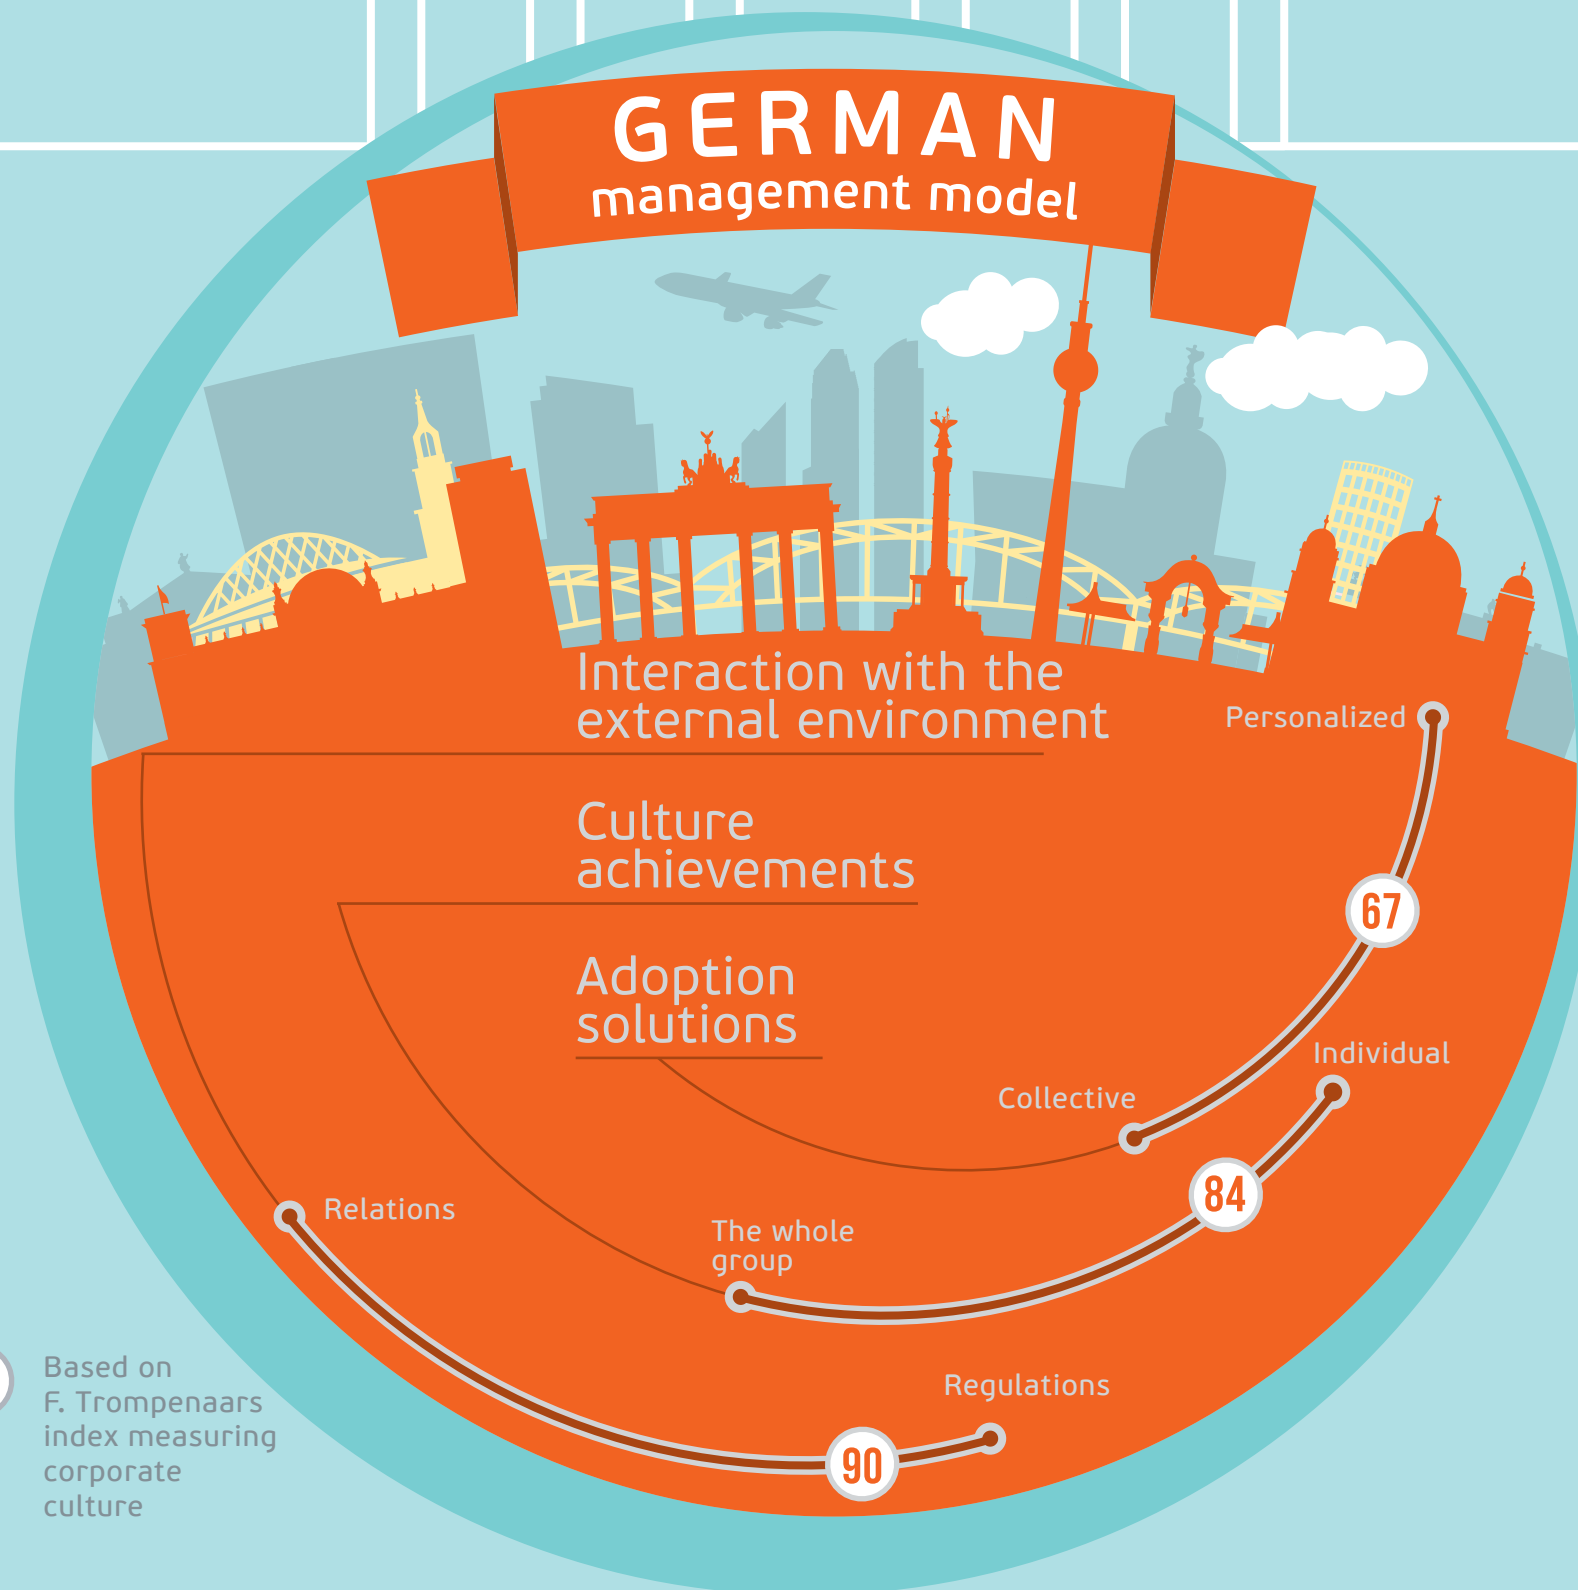 GERMAN
management model
Interaction with the
external environment
Personalized
Culture
achievements
67
Adoption
solutions
Individual
Collective
84
Relations
The whole
group
Regulations
90
Based on
F. Trompenaars
index measuring
corporate
culture